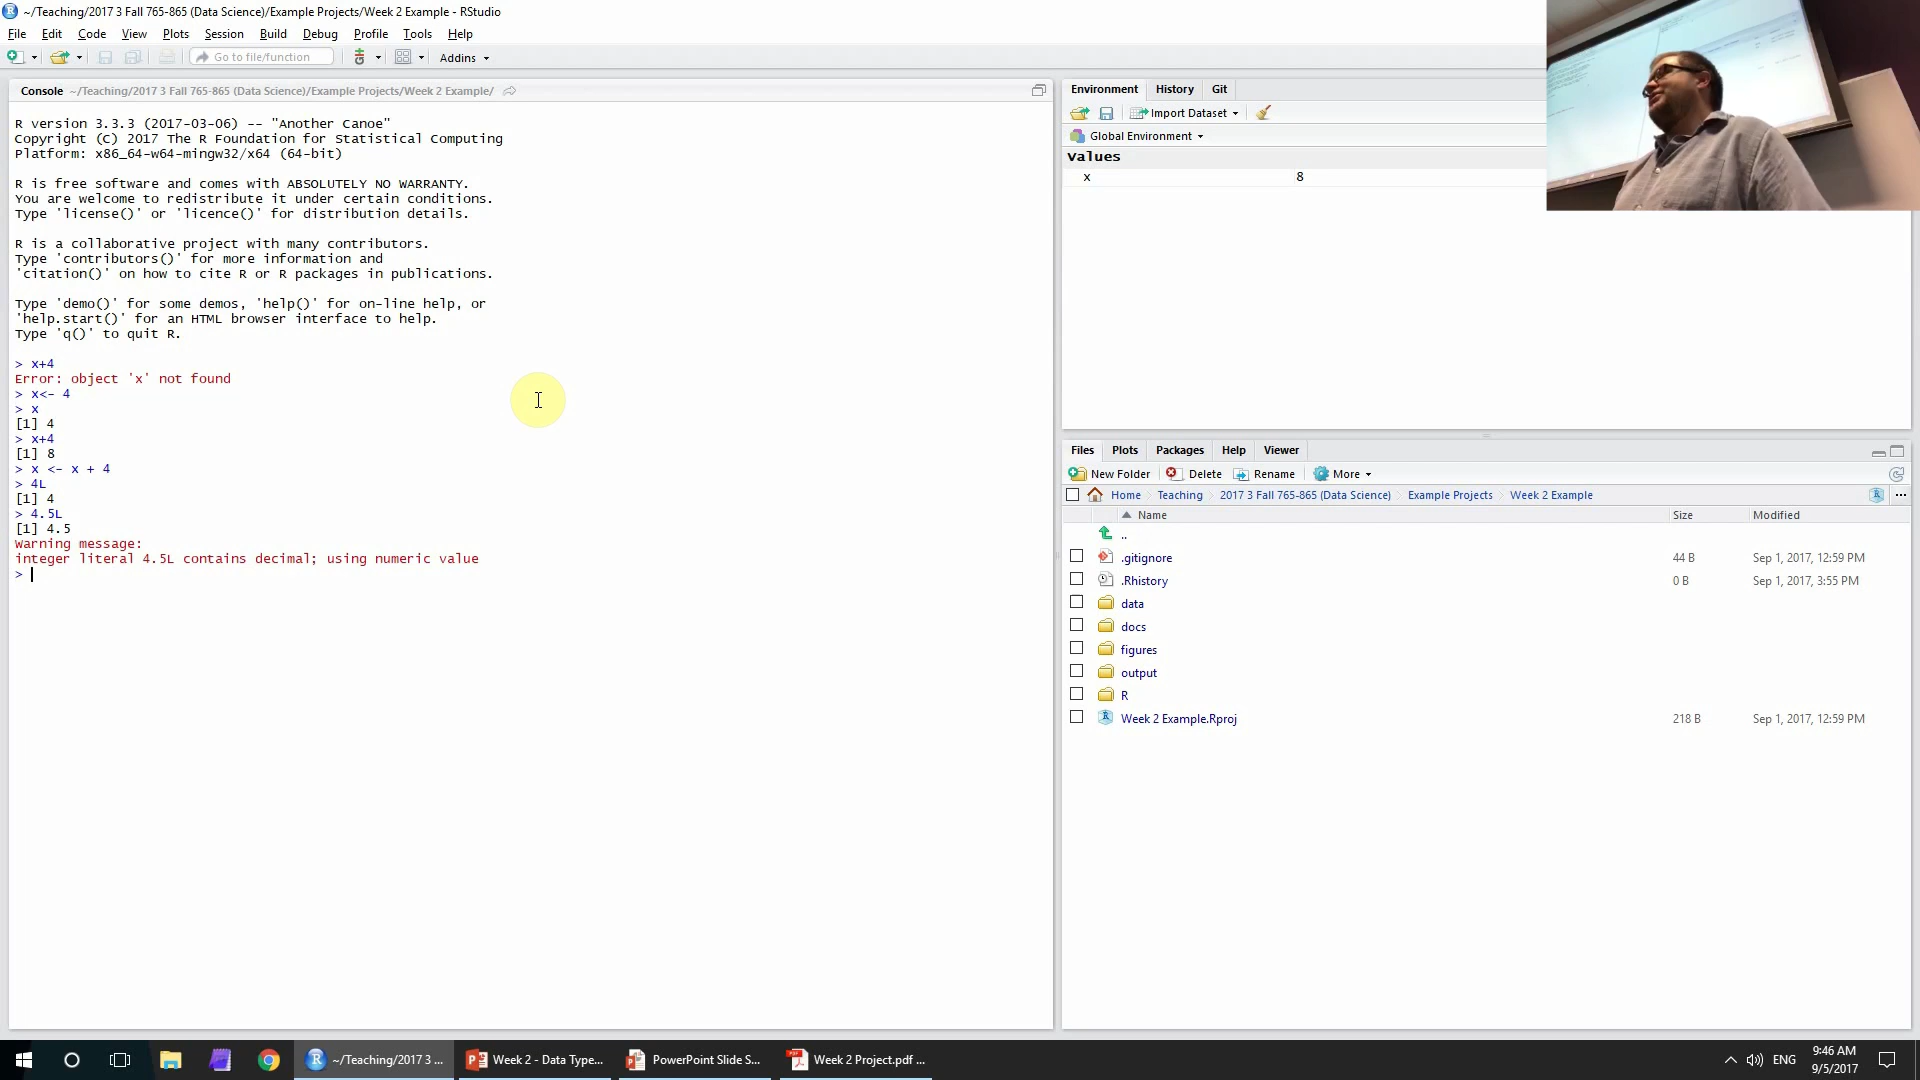 ~/Teaching/2017 3 Fall 765-865 (Data Science)/Example Projects/Week 2 Example - RStudio
File Edit Code View Plots Session Build Debug Profile Tools Help
Go to file/function Addins
Console ~/Teaching/2017 3 Fall 765-865 (Data Science)/Example Projects/Week 2 Example/
R version 3.3.3 (2017-03-06) -- "Another Canoe"
Copyright (C) 2017 The R Foundation for Statistical Computing
Platform: x86_64-w64-mingw32/x64 (64-bit)
R is free software and comes with ABSOLUTELY NO WARRANTY.
You are welcome to redistribute it under certain conditions.
Type 'license()' or 'licence()' for distribution details.
R is a collaborative project with many contributors.
Type 'contributors()' for more information and
'citation()' on how to cite R or R packages in publications.
Type 'demo()' for some demos, 'help()' for on-line help, or
'help.start()' for an HTML browser interface to help.
Type 'q()' to quit R.
> x+4
Error: object 'x' not found
> x<- 4
> x
[1] 4
> x+4
[1] 8
> x <- x + 4
> 4L
[1] 4
> 4.5L
[1] 4.5
Warning message:
integer literal 4.5L contains decimal; using numeric value
>
Environment History Git
Import Dataset
Global Environment
Values
x 8
Files Plots Packages Help Viewer
New Folder Delete Rename More
Home Teaching 2017 3 Fall 765-865 (Data Science) Example Projects Week 2 Example ...
Name Size Modified
..
.gitignore 44 B Sep 1, 2017, 12:59 PM
.Rhistory 0 B Sep 1, 2017, 3:55 PM
data
docs
figures
output
R
Week 2 Example.Rproj 218 B Sep 1, 2017, 12:59 PM
~/Teaching/2017 3 ... Week 2 - Data Type... PowerPoint Slide S... Week 2 Project.pdf ... ENG 9:46 AM
9/5/2017